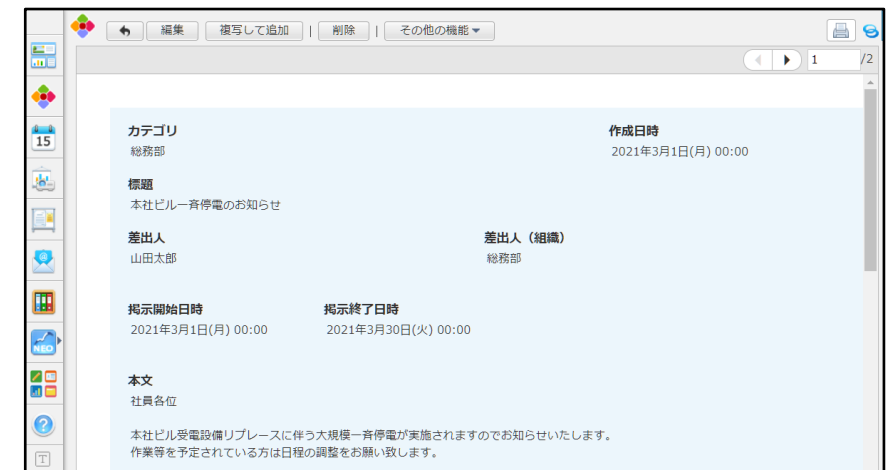 編集 複写して追加 | 削除 | その他の機能
1 /2
15
NEO
T
カテゴリ 作成日時
総務部 2021年3月1日(月) 00:00
標題
本社ビル一斉停電のお知らせ
差出人 差出人（組織）
山田太郎 総務部
掲示開始日時 掲示終了日時
2021年3月1日(月) 00:00 2021年3月30日(火) 00:00
本文
社員各位
本社ビル受電設備リプレースに伴う大規模一斉停電が実施されますのでお知らせいたします。
作業等を予定されている方は日程の調整をお願い致します。